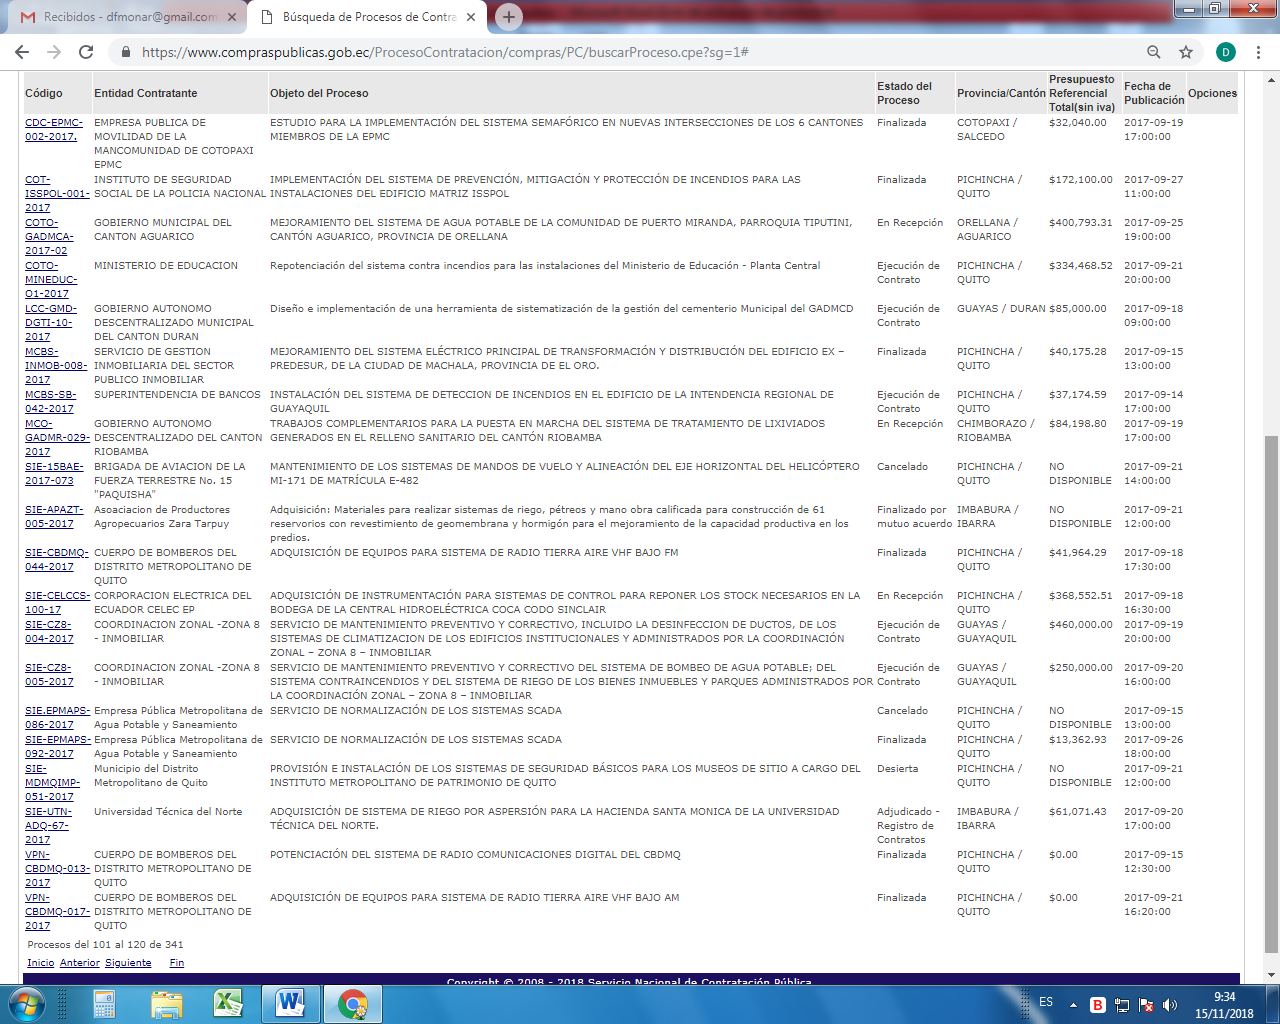 Recibidos - dfmonar@gmail.com
Búsqueda de Procesos de Contra
https://www.compraspublicas.gob.ec/ProcesoContratacion/compras/PC/buscarProceso.cpe?sg=1#
D
Código Entidad Contratante Objeto del Proceso Estado del Proceso Provincia/Cantón Presupuesto Referencial Total(sin iva) Fecha de Publicación Opciones
CDC-EPMC- EMPRESA PUBLICA DE ESTUDIO PARA LA IMPLEMENTACIÓN DEL SISTEMA SEMAFÓRICO EN NUEVAS INTERSECCIONES DE LOS 6 CANTONES Finalizada COTOPAXI / $32,040.00 2017-09-19
002-2017. MOVILIDAD DE LA MIEMBROS DE LA EPMC SALCEDO 17:00:00
MANCOMUNIDAD DE COTOPAXI
EPMC
COT- INSTITUTO DE SEGURIDAD IMPLEMENTACIÓN DEL SISTEMA DE PREVENCIÓN, MITIGACIÓN Y PROTECCIÓN DE INCENDIOS PARA LAS Finalizada PICHINCHA / $172,100.00 2017-09-27
ISSPOL-001- SOCIAL DE LA POLICIA NACIONAL INSTALACIONES DEL EDIFICIO MATRIZ ISSPOL QUITO 11:00:00
2017
COTO- GOBIERNO MUNICIPAL DEL MEJORAMIENTO DEL SISTEMA DE AGUA POTABLE DE LA COMUNIDAD DE PUERTO MIRANDA, PARROQUIA TIPUTINI, En Recepción ORELLANA / $400,793.31 2017-09-25
GADMCA- CANTON AGUARICO CANTÓN AGUARICO, PROVINCIA DE ORELLANA AGUARICO 19:00:00
2017-02
COTO- MINISTERIO DE EDUCACION Repotenciación del sistema contra incendios para las instalaciones del Ministerio de Educación - Planta Central Ejecución de PICHINCHA / $334,468.52 2017-09-21
MINEDUC- Contrato QUITO 20:00:00
O1-2017
LCC-GMD- GOBIERNO AUTONOMO Diseño e implementación de una herramienta de sistematización de la gestión del cementerio Municipal del GADMCD Ejecución de GUAYAS / DURAN $85,000.00 2017-09-18
DGTI-10- DESCENTRALIZADO MUNICIPAL Contrato 09:00:00
2017 DEL CANTON DURAN
MCBS- SERVICIO DE GESTION MEJORAMIENTO DEL SISTEMA ELÉCTRICO PRINCIPAL DE TRANSFORMACIÓN Y DISTRIBUCIÓN DEL EDIFICIO EX – Finalizada PICHINCHA / $40,175.28 2017-09-15
INMOB-008- INMOBILIARIA DEL SECTOR PREDESUR, DE LA CIUDAD DE MACHALA, PROVINCIA DE EL ORO. QUITO 13:00:00
2017 PUBLICO INMOBILIAR
MCBS-SB- SUPERINTENDENCIA DE BANCOS INSTALACIÓN DEL SISTEMA DE DETECCION DE INCENDIOS EN EL EDIFICIO DE LA INTENDENCIA REGIONAL DE Ejecución de PICHINCHA / $37,174.59 2017-09-14
042-2017 GUAYAQUIL Contrato QUITO 17:00:00
MCO- GOBIERNO AUTONOMO TRABAJOS COMPLEMENTARIOS PARA LA PUESTA EN MARCHA DEL SISTEMA DE TRATAMIENTO DE LIXIVIADOS En Recepción CHIMBORAZO / $84,198.80 2017-09-19
GADMR-029- DESCENTRALIZADO DEL CANTON GENERADOS EN EL RELLENO SANITARIO DEL CANTÓN RIOBAMBA RIOBAMBA 17:00:00
2017 RIOBAMBA
SIE-15BAE- BRIGADA DE AVIACION DE LA MANTENIMIENTO DE LOS SISTEMAS DE MANDOS DE VUELO Y ALINEACIÓN DEL EJE HORIZONTAL DEL HELICÓPTERO Cancelado PICHINCHA / NO 2017-09-21
2017-073 FUERZA TERRESTRE No. 15 MI-171 DE MATRÍCULA E-482 QUITO DISPONIBLE 14:00:00
"PAQUISHA"
SIE-APAZT- Asoaciacion de Productores Adquisición: Materiales para realizar sistemas de riego, pétreos y mano obra calificada para construcción de 61 Finalizado por IMBABURA / NO 2017-09-21
005-2017 Agropecuarios Zara Tarpuy reservorios con revestimiento de geomembrana y hormigón para el mejoramiento de la capacidad productiva en los mutuo acuerdo IBARRA DISPONIBLE 12:00:00
predios.
SIE-CBDMQ- CUERPO DE BOMBEROS DEL ADQUISICIÓN DE EQUIPOS PARA SISTEMA DE RADIO TIERRA AIRE VHF BAJO FM Finalizada PICHINCHA / $41,964.29 2017-09-18
044-2017 DISTRITO METROPOLITANO DE QUITO 17:30:00
QUITO
SIE-CELCCS- CORPORACION ELECTRICA DEL ADQUISICIÓN DE INSTRUMENTACIÓN PARA SISTEMAS DE CONTROL PARA REPONER LOS STOCK NECESARIOS EN LA En Recepción PICHINCHA / $368,552.51 2017-09-18
100-17 ECUADOR CELEC EP BODEGA DE LA CENTRAL HIDROELÉCTRICA COCA CODO SINCLAIR QUITO 16:30:00
SIE-CZ8- COORDINACION ZONAL -ZONA 8 SERVICIO DE MANTENIMIENTO PREVENTIVO Y CORRECTIVO, INCLUIDO LA DESINFECCION DE DUCTOS, DE LOS Ejecución de GUAYAS / $460,000.00 2017-09-19
004-2017 - INMOBILIAR SISTEMAS DE CLIMATIZACION DE LOS EDIFICIOS INSTITUCIONALES Y ADMINISTRADOS POR LA COORDINACIÓN Contrato GUAYAQUIL 20:00:00
ZONAL – ZONA 8 – INMOBILIAR
SIE-CZ8- COORDINACION ZONAL -ZONA 8 SERVICIO DE MANTENIMIENTO PREVENTIVO Y CORRECTIVO DEL SISTEMA DE BOMBEO DE AGUA POTABLE; DEL Ejecución de GUAYAS / $250,000.00 2017-09-20
005-2017 - INMOBILIAR SISTEMA CONTRAINCENDIOS Y DEL SISTEMA DE RIEGO DE LOS BIENES INMUEBLES Y PARQUES ADMINISTRADOS POR Contrato GUAYAQUIL 16:00:00
LA COORDINACIÓN ZONAL – ZONA 8 – INMOBILIAR
SIE.EPMAPS- Empresa Pública Metropolitana de SERVICIO DE NORMALIZACIÓN DE LOS SISTEMAS SCADA Cancelado PICHINCHA / NO 2017-09-15
086-2017 Agua Potable y Saneamiento QUITO DISPONIBLE 13:00:00
SIE-EPMAPS- Empresa Pública Metropolitana de SERVICIO DE NORMALIZACIÓN DE LOS SISTEMAS SCADA Finalizada PICHINCHA / $13,362.93 2017-09-26
092-2017 Agua Potable y Saneamiento QUITO 18:00:00
SIE- Municipio del Distrito PROVISIÓN E INSTALACIÓN DE LOS SISTEMAS DE SEGURIDAD BÁSICOS PARA LOS MUSEOS DE SITIO A CARGO DEL Desierta PICHINCHA / NO 2017-09-21
MDMQIMP- Metropolitano de Quito INSTITUTO METROPOLITANO DE PATRIMONIO DE QUITO QUITO DISPONIBLE 12:00:00
051-2017
SIE-UTN- Universidad Técnica del Norte ADQUISICIÓN DE SISTEMA DE RIEGO POR ASPERSIÓN PARA LA HACIENDA SANTA MONICA DE LA UNIVERSIDAD Adjudicado - IMBABURA / $61,071.43 2017-09-20
ADQ-67- TÉCNICA DEL NORTE. Registro de IBARRA 17:00:00
2017 Contratos
VPN- CUERPO DE BOMBEROS DEL POTENCIACIÓN DEL SISTEMA DE RADIO COMUNICACIONES DIGITAL DEL CBDMQ Finalizada PICHINCHA / $0.00 2017-09-15
CBDMQ-013- DISTRITO METROPOLITANO DE QUITO 12:30:00
2017 QUITO
VPN- CUERPO DE BOMBEROS DEL ADQUISICIÓN DE EQUIPOS PARA SISTEMA DE RADIO TIERRA AIRE VHF BAJO AM Finalizada PICHINCHA / $0.00 2017-09-21
CBDMQ-017- DISTRITO METROPOLITANO DE QUITO 16:20:00
2017 QUITO
Procesos del 101 al 120 de 341
Inicio Anterior Siguiente Fin
Copyright © 2008 - 2018 Servicio Nacional de Contratación Pública.
ES
9:34
15/11/2018